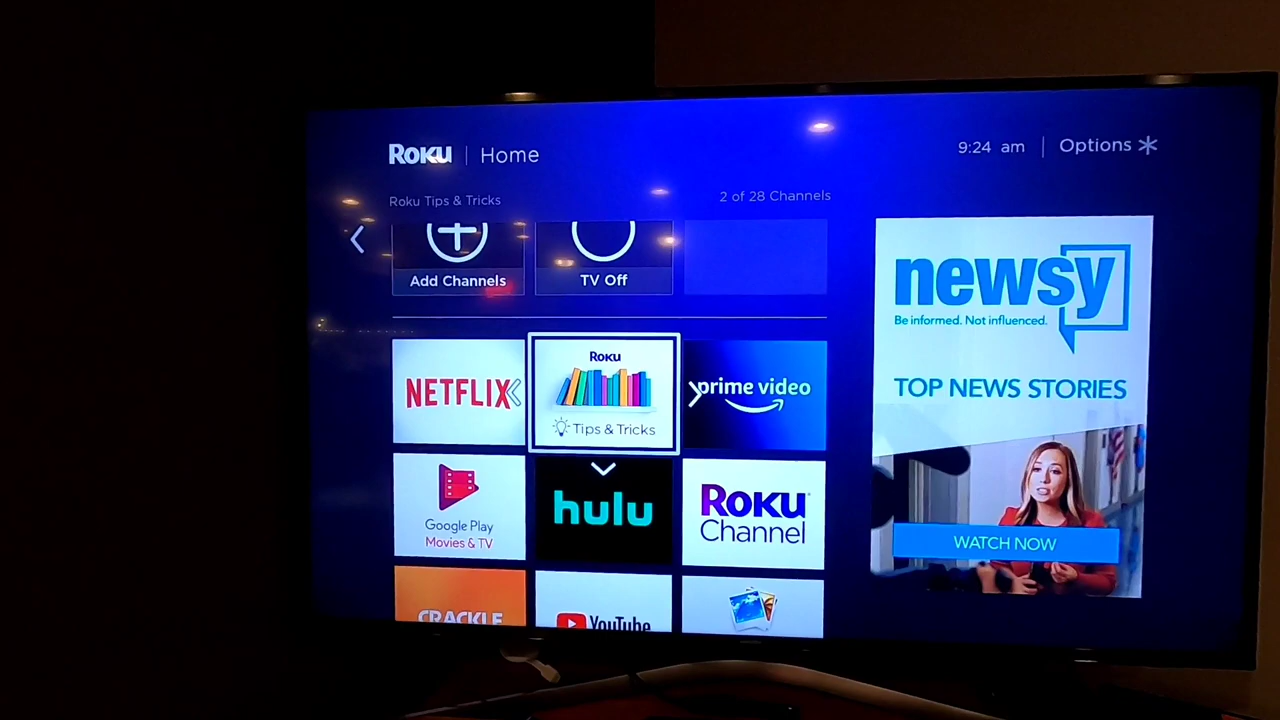 Roku | Home
9:24 am | Options
Roku Tips & Tricks
2 of 28 Channels
Add Channels
TV Off
NETFLIX
Roku
Tips & Tricks
prime video
Google Play
Movies & TV
hulu
Roku
Channel
CRACKLE
YouTube
newsy
Be informed. Not influenced.
TOP NEWS STORIES
WATCH NOW